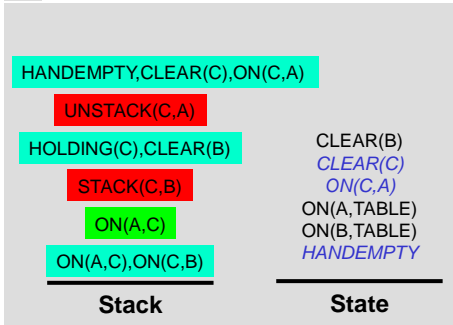 HANDEMPTY,CLEAR(C),ON(C,A)
UNSTACK(C,A)
HOLDING(C),CLEAR(B)
STACK(C,B)
ON(A,C)
ON(A,C),ON(C,B)
Stack
CLEAR(B)
CLEAR(C)
ON(C,A)
ON(A,TABLE)
ON(B,TABLE)
HANDEMPTY
State